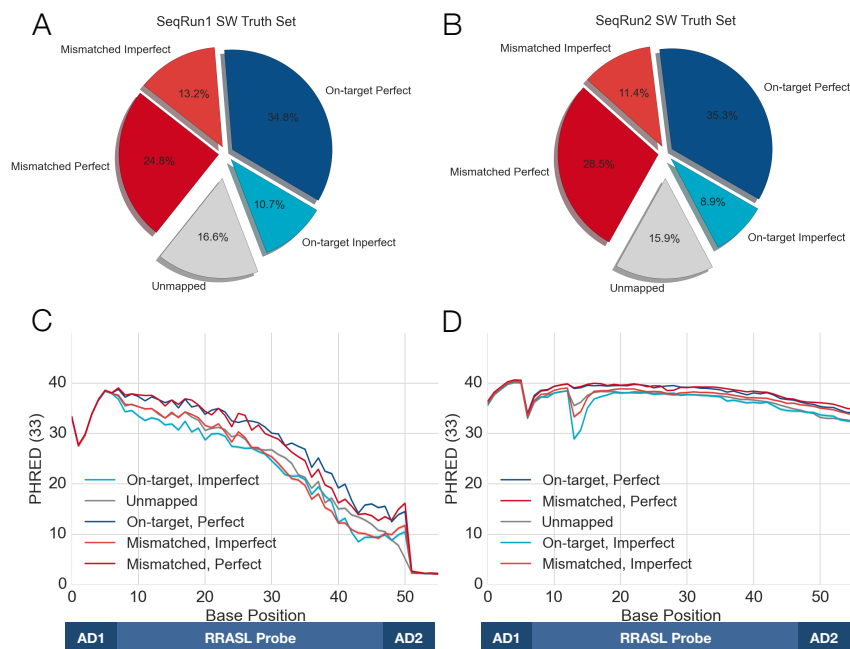 A
SeqRun1 SW Truth Set
Mismatched Imperfect
13.2%
On-target Perfect
34.8%
Mismatched Perfect
24.8%
10.7%
On-target Inperfect
16.6%
Unmapped
B
SeqRun2 SW Truth Set
Mismatched Imperfect
11.4%
On-target Perfect
35.3%
Mismatched Perfect
28.5%
8.9%
On-target Imperfect
15.9%
Unmapped
C
PHRED (33)
40
30
20
10
0
On-target, Imperfect
Unmapped
On-target, Perfect
Mismatched, Imperfect
Mismatched, Perfect
0 10 20 30 40 50
Base Position
AD1 RRASL Probe AD2
D
PHRED (33)
40
30
20
10
0
On-target, Perfect
Mismatched, Perfect
Unmapped
On-target, Imperfect
Mismatched, Imperfect
0 10 20 30 40 50
Base Position
AD1 RRASL Probe AD2